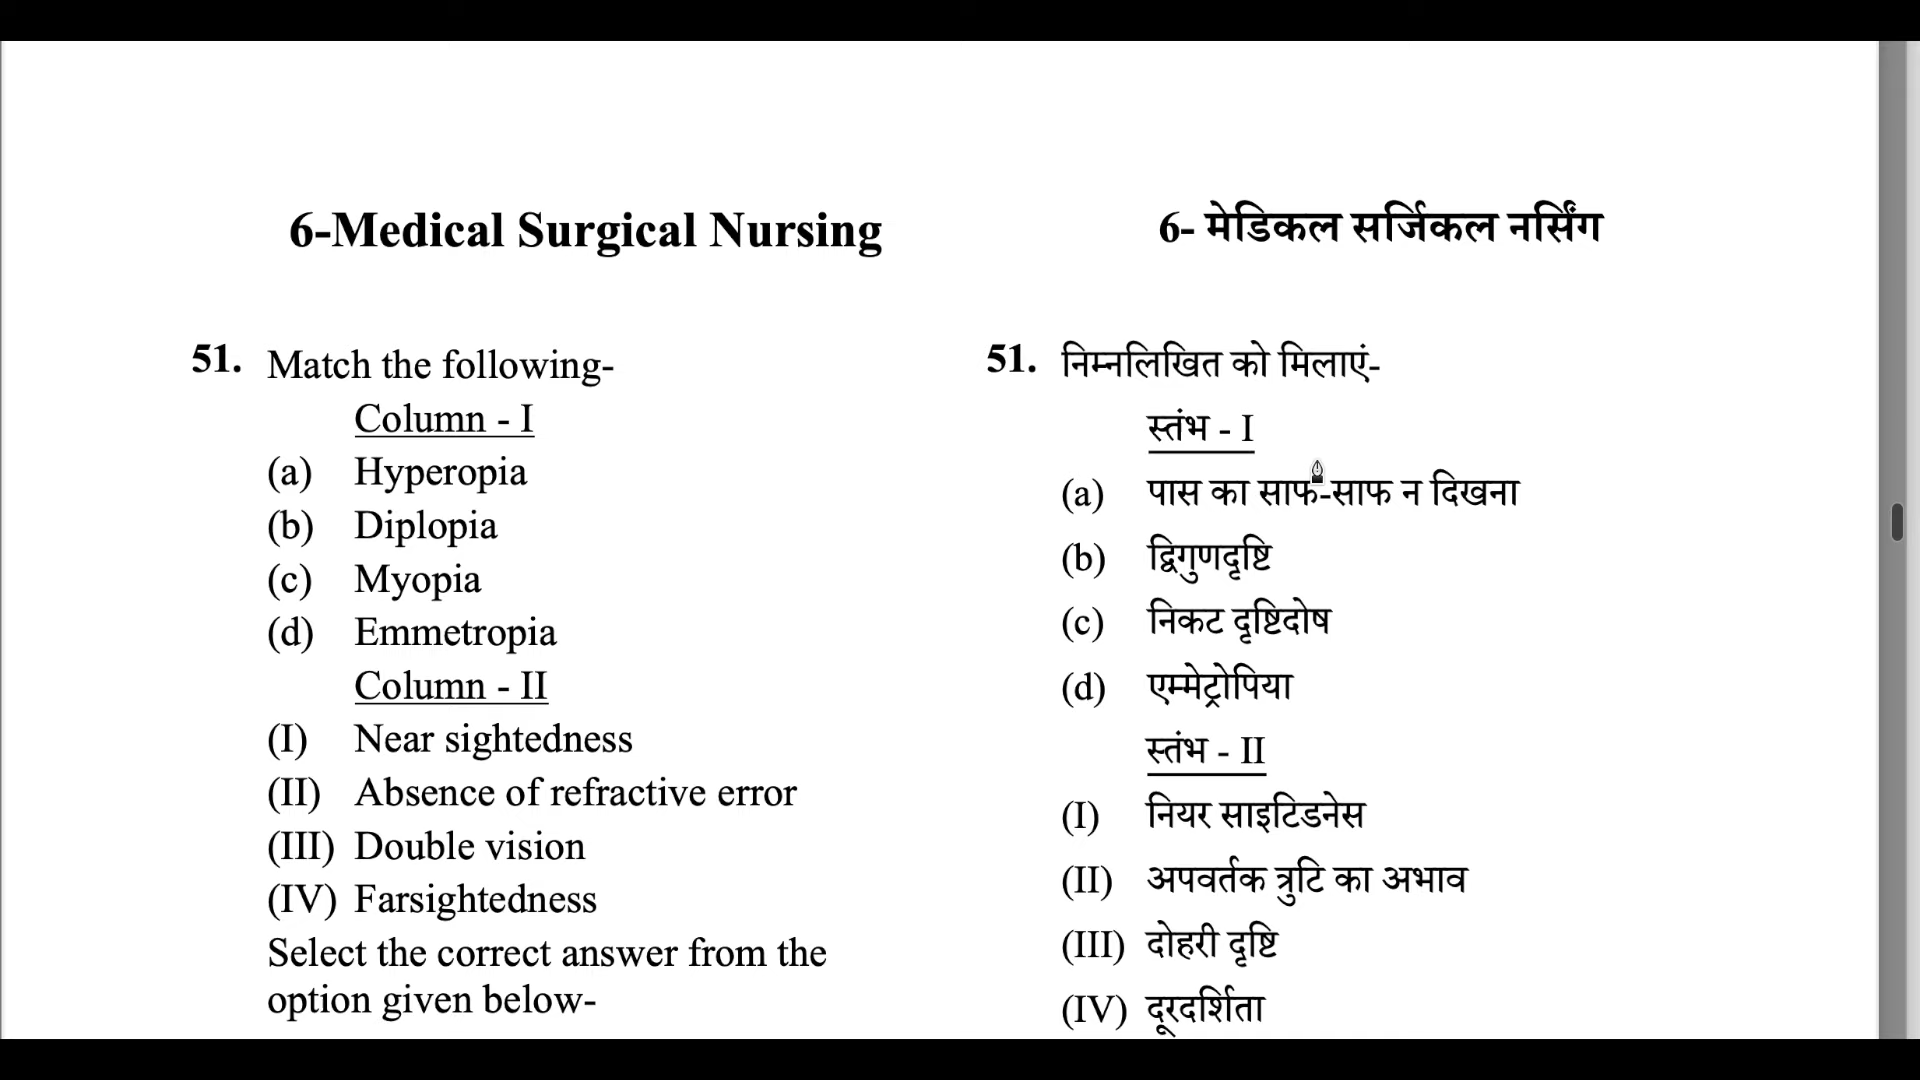 6-Medical Surgical Nursing
51. Match the following-
Column - I
(a) Hyperopia
(b) Diplopia
(c) Myopia
(d) Emmetropia
Column - II
(I) Near sightedness
(II) Absence of refractive error
(III) Double vision
(IV) Farsightedness
Select the correct answer from the
option given below-
6- मेडिकल सर्जिकल नर्सिंग
51. निम्नलिखित को मिलाएं-
स्तंभ - I
(a) पास का साफ-साफ न दिखना
(b) द्विगुणदृष्टि
(c) निकट दृष्टिदोष
(d) एम्मेट्रोपिया
स्तंभ - II
(I) नियर साइटिडनेस
(II) अपवर्तक त्रुटि का अभाव
(III) दोहरी दृष्टि
(IV) दूरदर्शिता